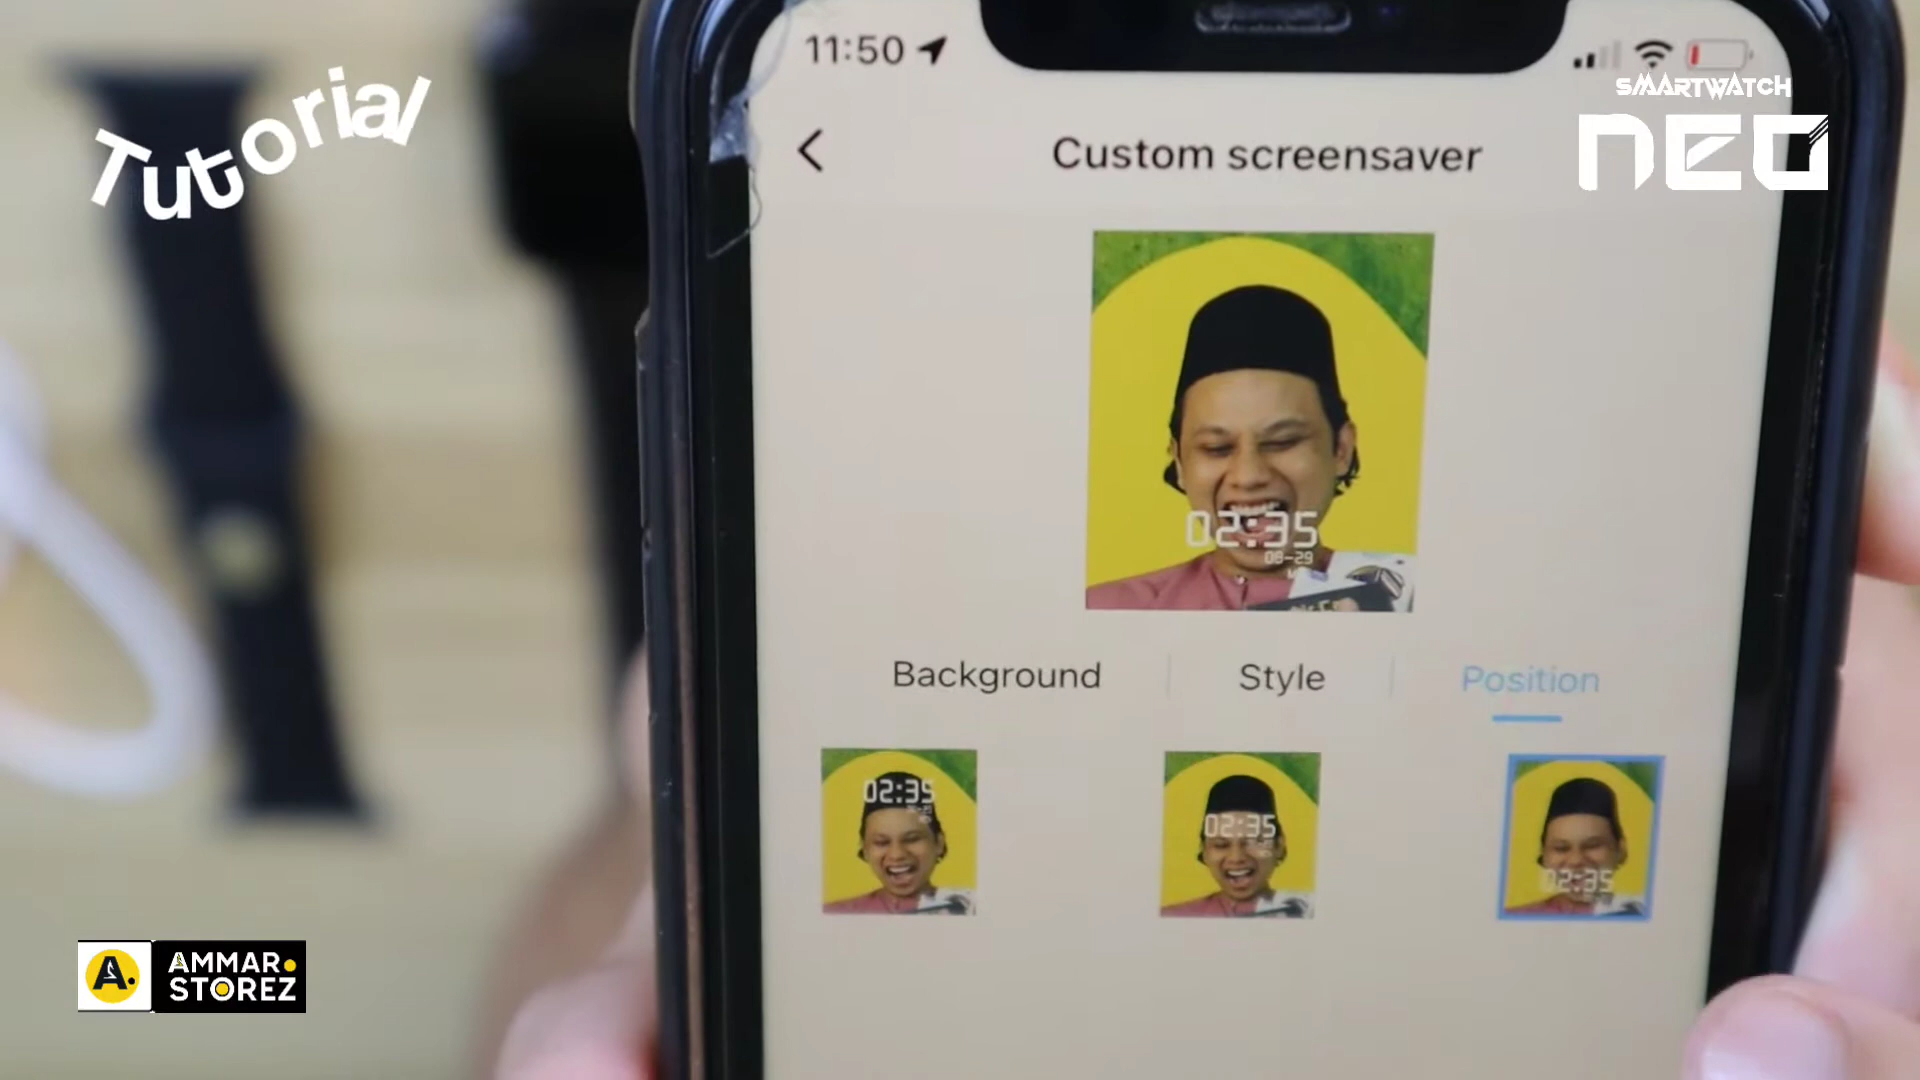 Tutorial
11:50
SMARTWATCH
NEO
Custom screensaver
02:35
08-29
Background
Style
Position
02:35
02:35
02:35
AMMAR
STOREZ